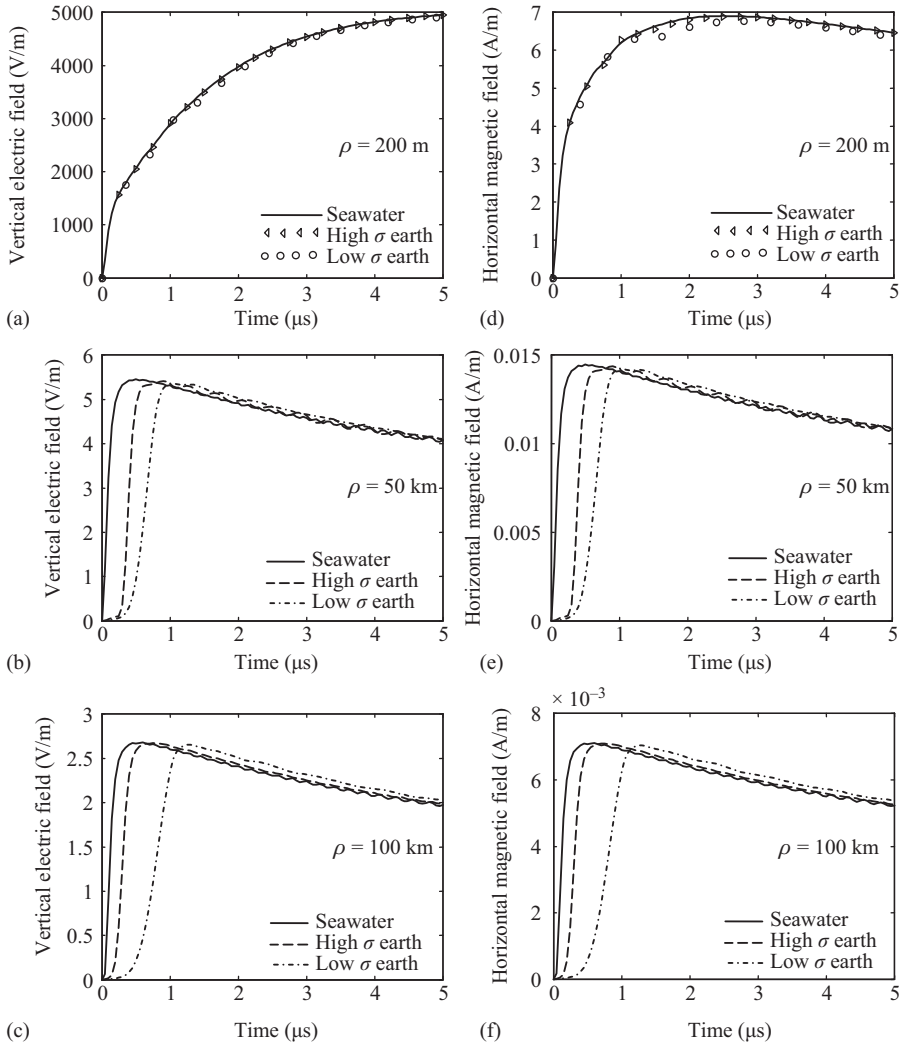 5000
4000
3000
2000
1000
0
Vertical electric field (V/m)
ρ = 200 m
Seawater
High σ earth
Low σ earth
0 1 2 3 4 5
Time (μs)
(a)
7
6
5
4
3
2
1
0
Horizontal magnetic field (A/m)
ρ = 200 m
Seawater
High σ earth
Low σ earth
0 1 2 3 4 5
Time (μs)
(d)
6
5
4
3
2
1
0
Vertical electric field (V/m)
ρ = 50 km
Seawater
High σ earth
Low σ earth
0 1 2 3 4 5
Time (μs)
(b)
0.015
0.01
0.005
0
Horizontal magnetic field (A/m)
ρ = 50 km
Seawater
High σ earth
Low σ earth
0 1 2 3 4 5
Time (μs)
(e)
3
2.5
2
1.5
1
0.5
0
Vertical electric field (V/m)
ρ = 100 km
Seawater
High σ earth
Low σ earth
0 1 2 3 4 5
Time (μs)
(c)
× 10⁻³
8
6
4
2
0
Horizontal magnetic field (A/m)
ρ = 100 km
Seawater
High σ earth
Low σ earth
0 1 2 3 4 5
Time (μs)
(f)